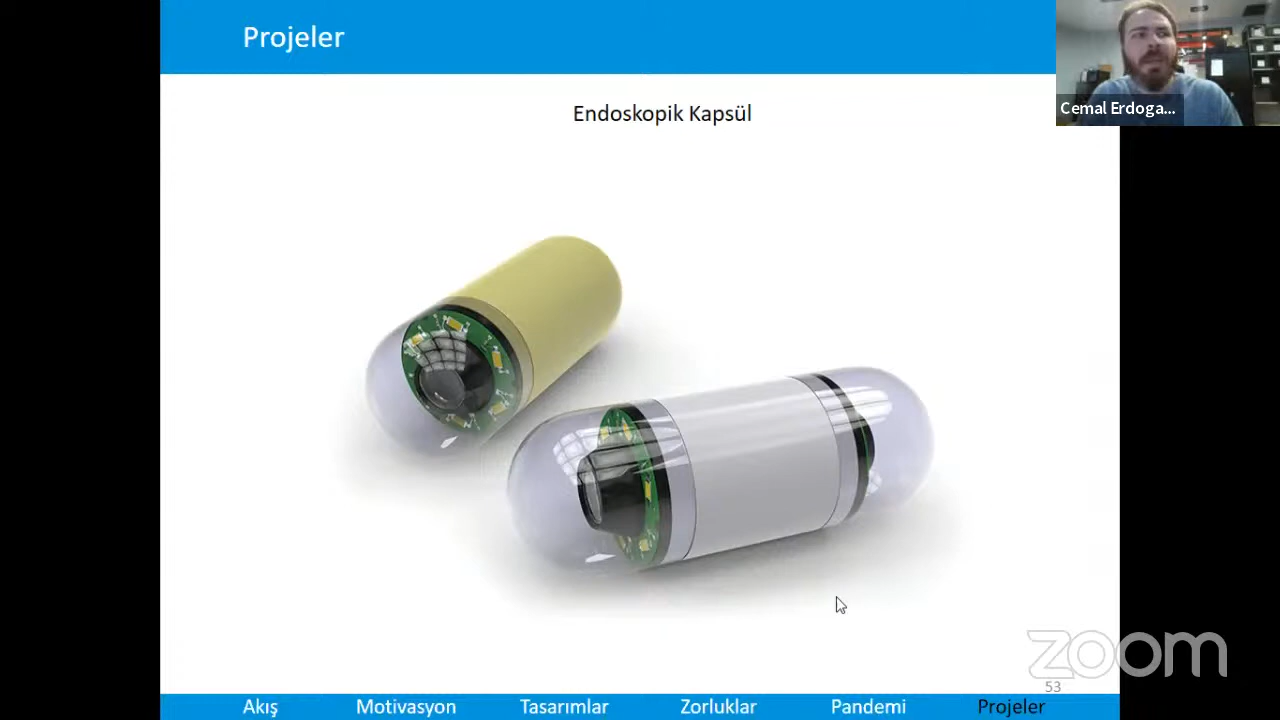 Projeler
Cemal Erdoga...
Endoskopik Kapsül
zoom
53
Akış Motivasyon Tasarımlar Zorluklar Pandemi Projeler